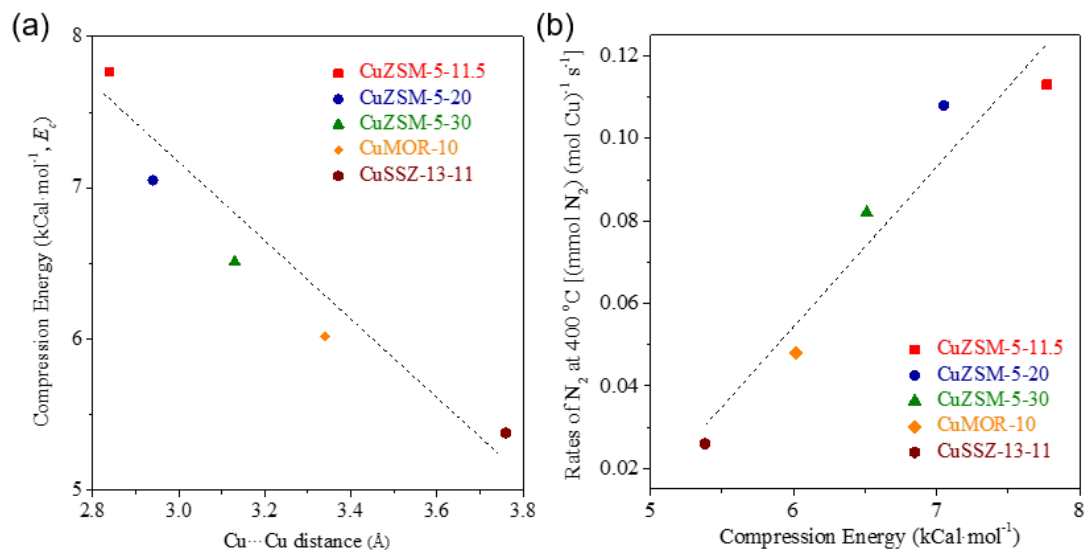 (a)
8
7
6
5
Compression Energy (kCal·mol⁻¹, E_c)
CuZSM-5-11.5
CuZSM-5-20
CuZSM-5-30
CuMOR-10
CuSSZ-13-11
2.8 3.0 3.2 3.4 3.6 3.8
Cu···Cu distance (Å)
(b)
0.12
0.10
0.08
0.06
0.04
0.02
Rates of N₂ at 400 °C [(mmol N₂) (mol Cu)⁻¹ s⁻¹]
CuZSM-5-11.5
CuZSM-5-20
CuZSM-5-30
CuMOR-10
CuSSZ-13-11
5 6 7 8
Compression Energy (kCal·mol⁻¹)